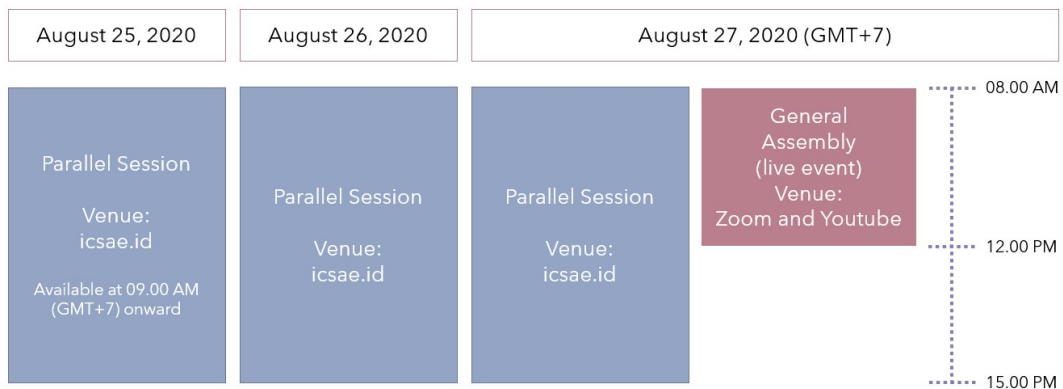 August 25, 2020
August 26, 2020
August 27, 2020 (GMT+7)
Parallel Session
Venue:
icsae.id
Available at 09.00 AM
(GMT+7) onward
Parallel Session
Venue:
icsae.id
Parallel Session
Venue:
icsae.id
General
Assembly
(live event)
Venue:
Zoom and Youtube
08.00 AM
12.00 PM
15.00 PM